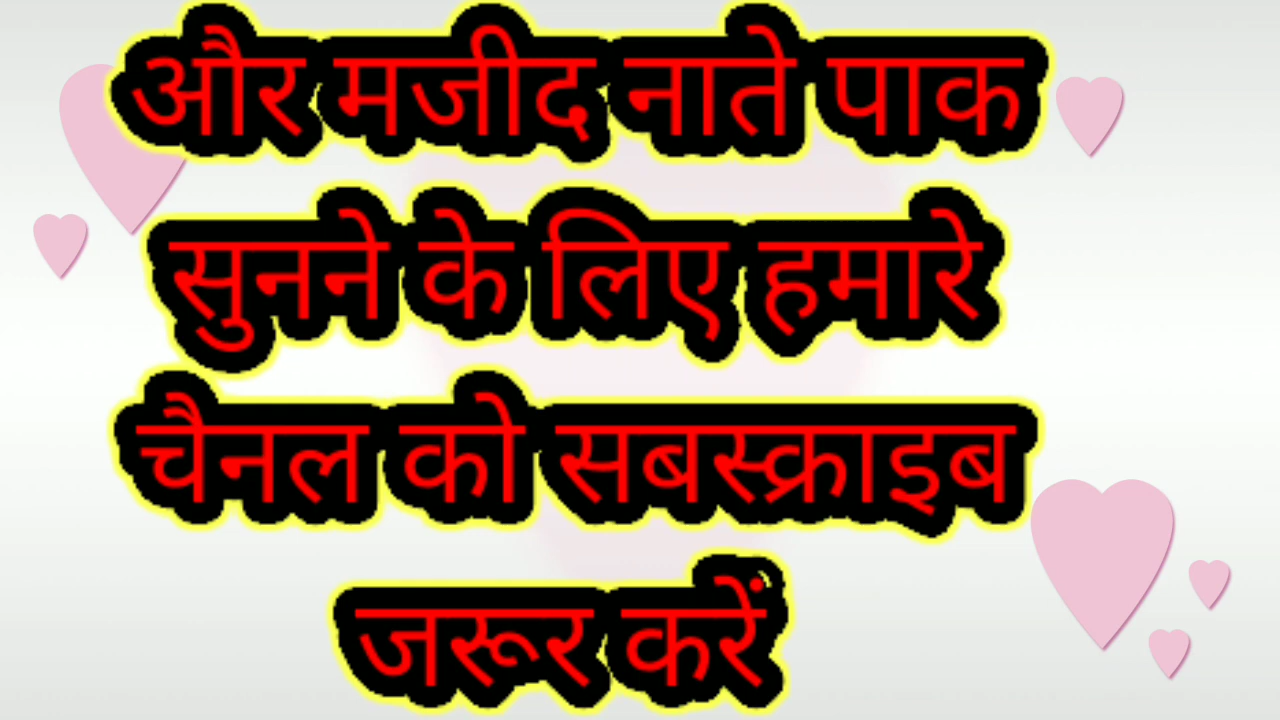 और मजीद नाते पाक
सुनने के लिए हमारे
चैनल को सबस्क्राइब
जरूर करें